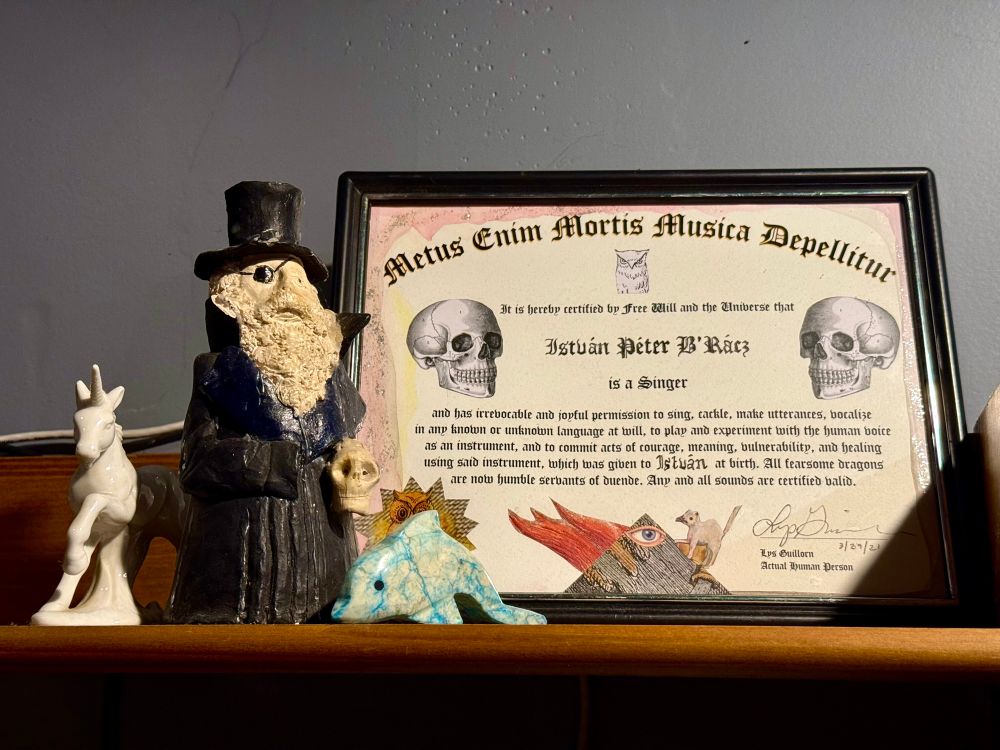 Metus Enim Mortis Musica Depellitur
It is hereby certified by Free Will and the Universe that
István Péter B'Rácz
is a Singer
and has irrevocable and joyful permission to sing, cackle, make utterances, vocalize
in any known or unknown language at will, to play and experiment with the human voice
as an instrument, and to commit acts of courage, meaning, vulnerability, and healing
using said instrument, which was given to István at birth. All fearsome dragons
are now humble servants of duende. Any and all sounds are certified valid.
3/29/21
Lys Guillorn
Actual Human Person